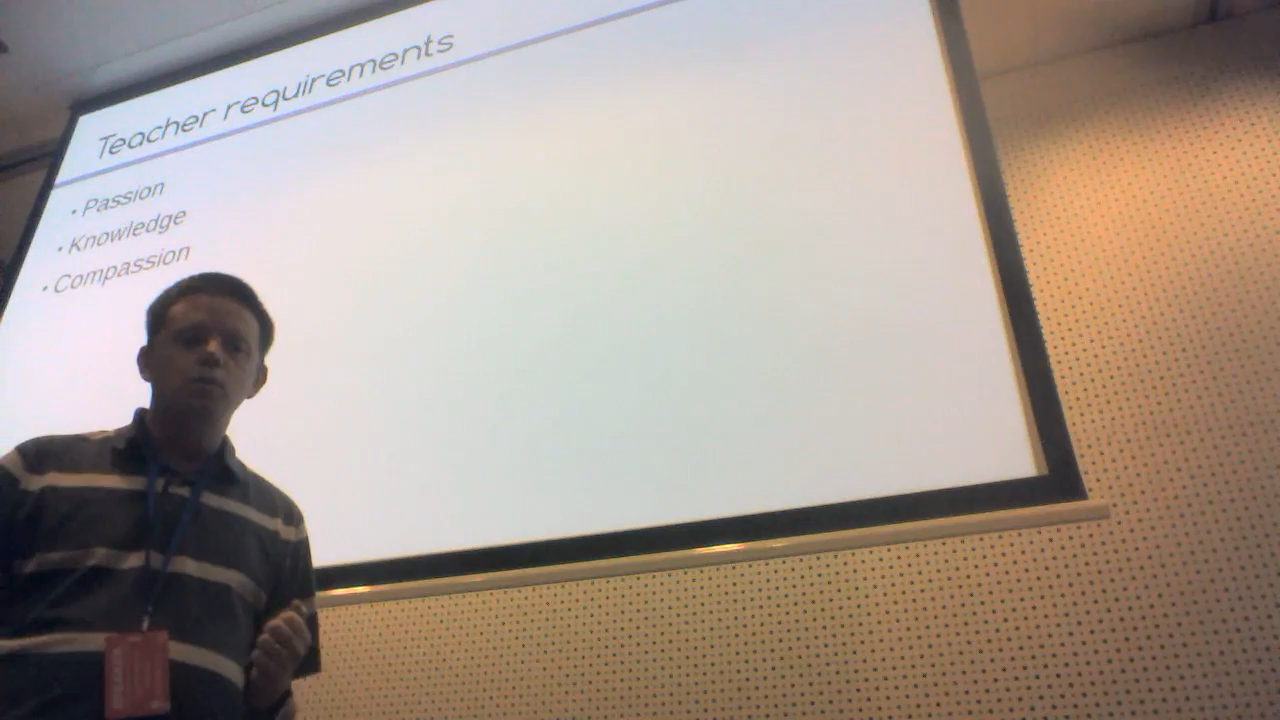 Teacher requirements
• Passion
• Knowledge
• Compassion